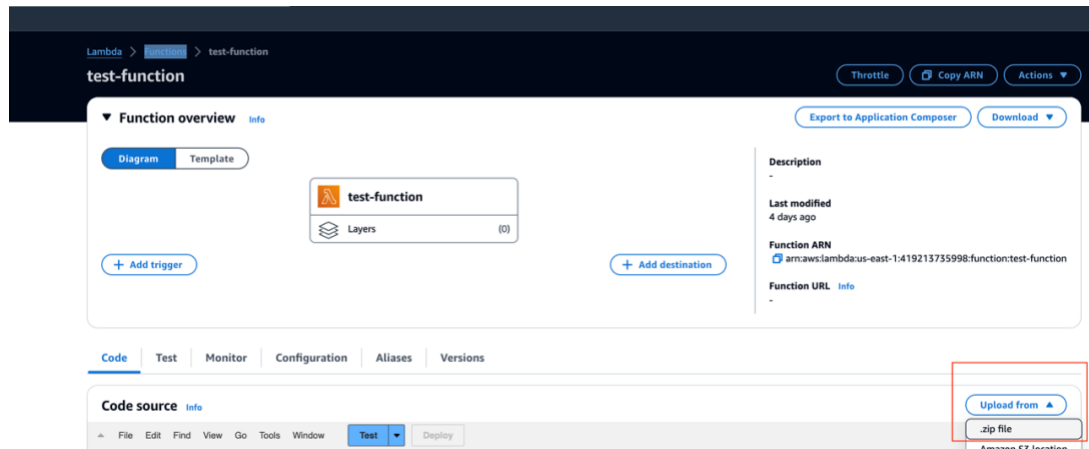 Lambda > Functions > test-function
test-function
Throttle Copy ARN Actions
Function overview Info
Export to Application Composer Download
Diagram Template
test-function
Layers (0)
+ Add trigger
+ Add destination
Description
-
Last modified
4 days ago
Function ARN
arn:aws:lambda:us-east-1:419213735998:function:test-function
Function URL Info
-
Code Test Monitor Configuration Aliases Versions
Code source Info
Upload from
File Edit Find View Go Tools Window Test Deploy
.zip file
Amazon S3 location